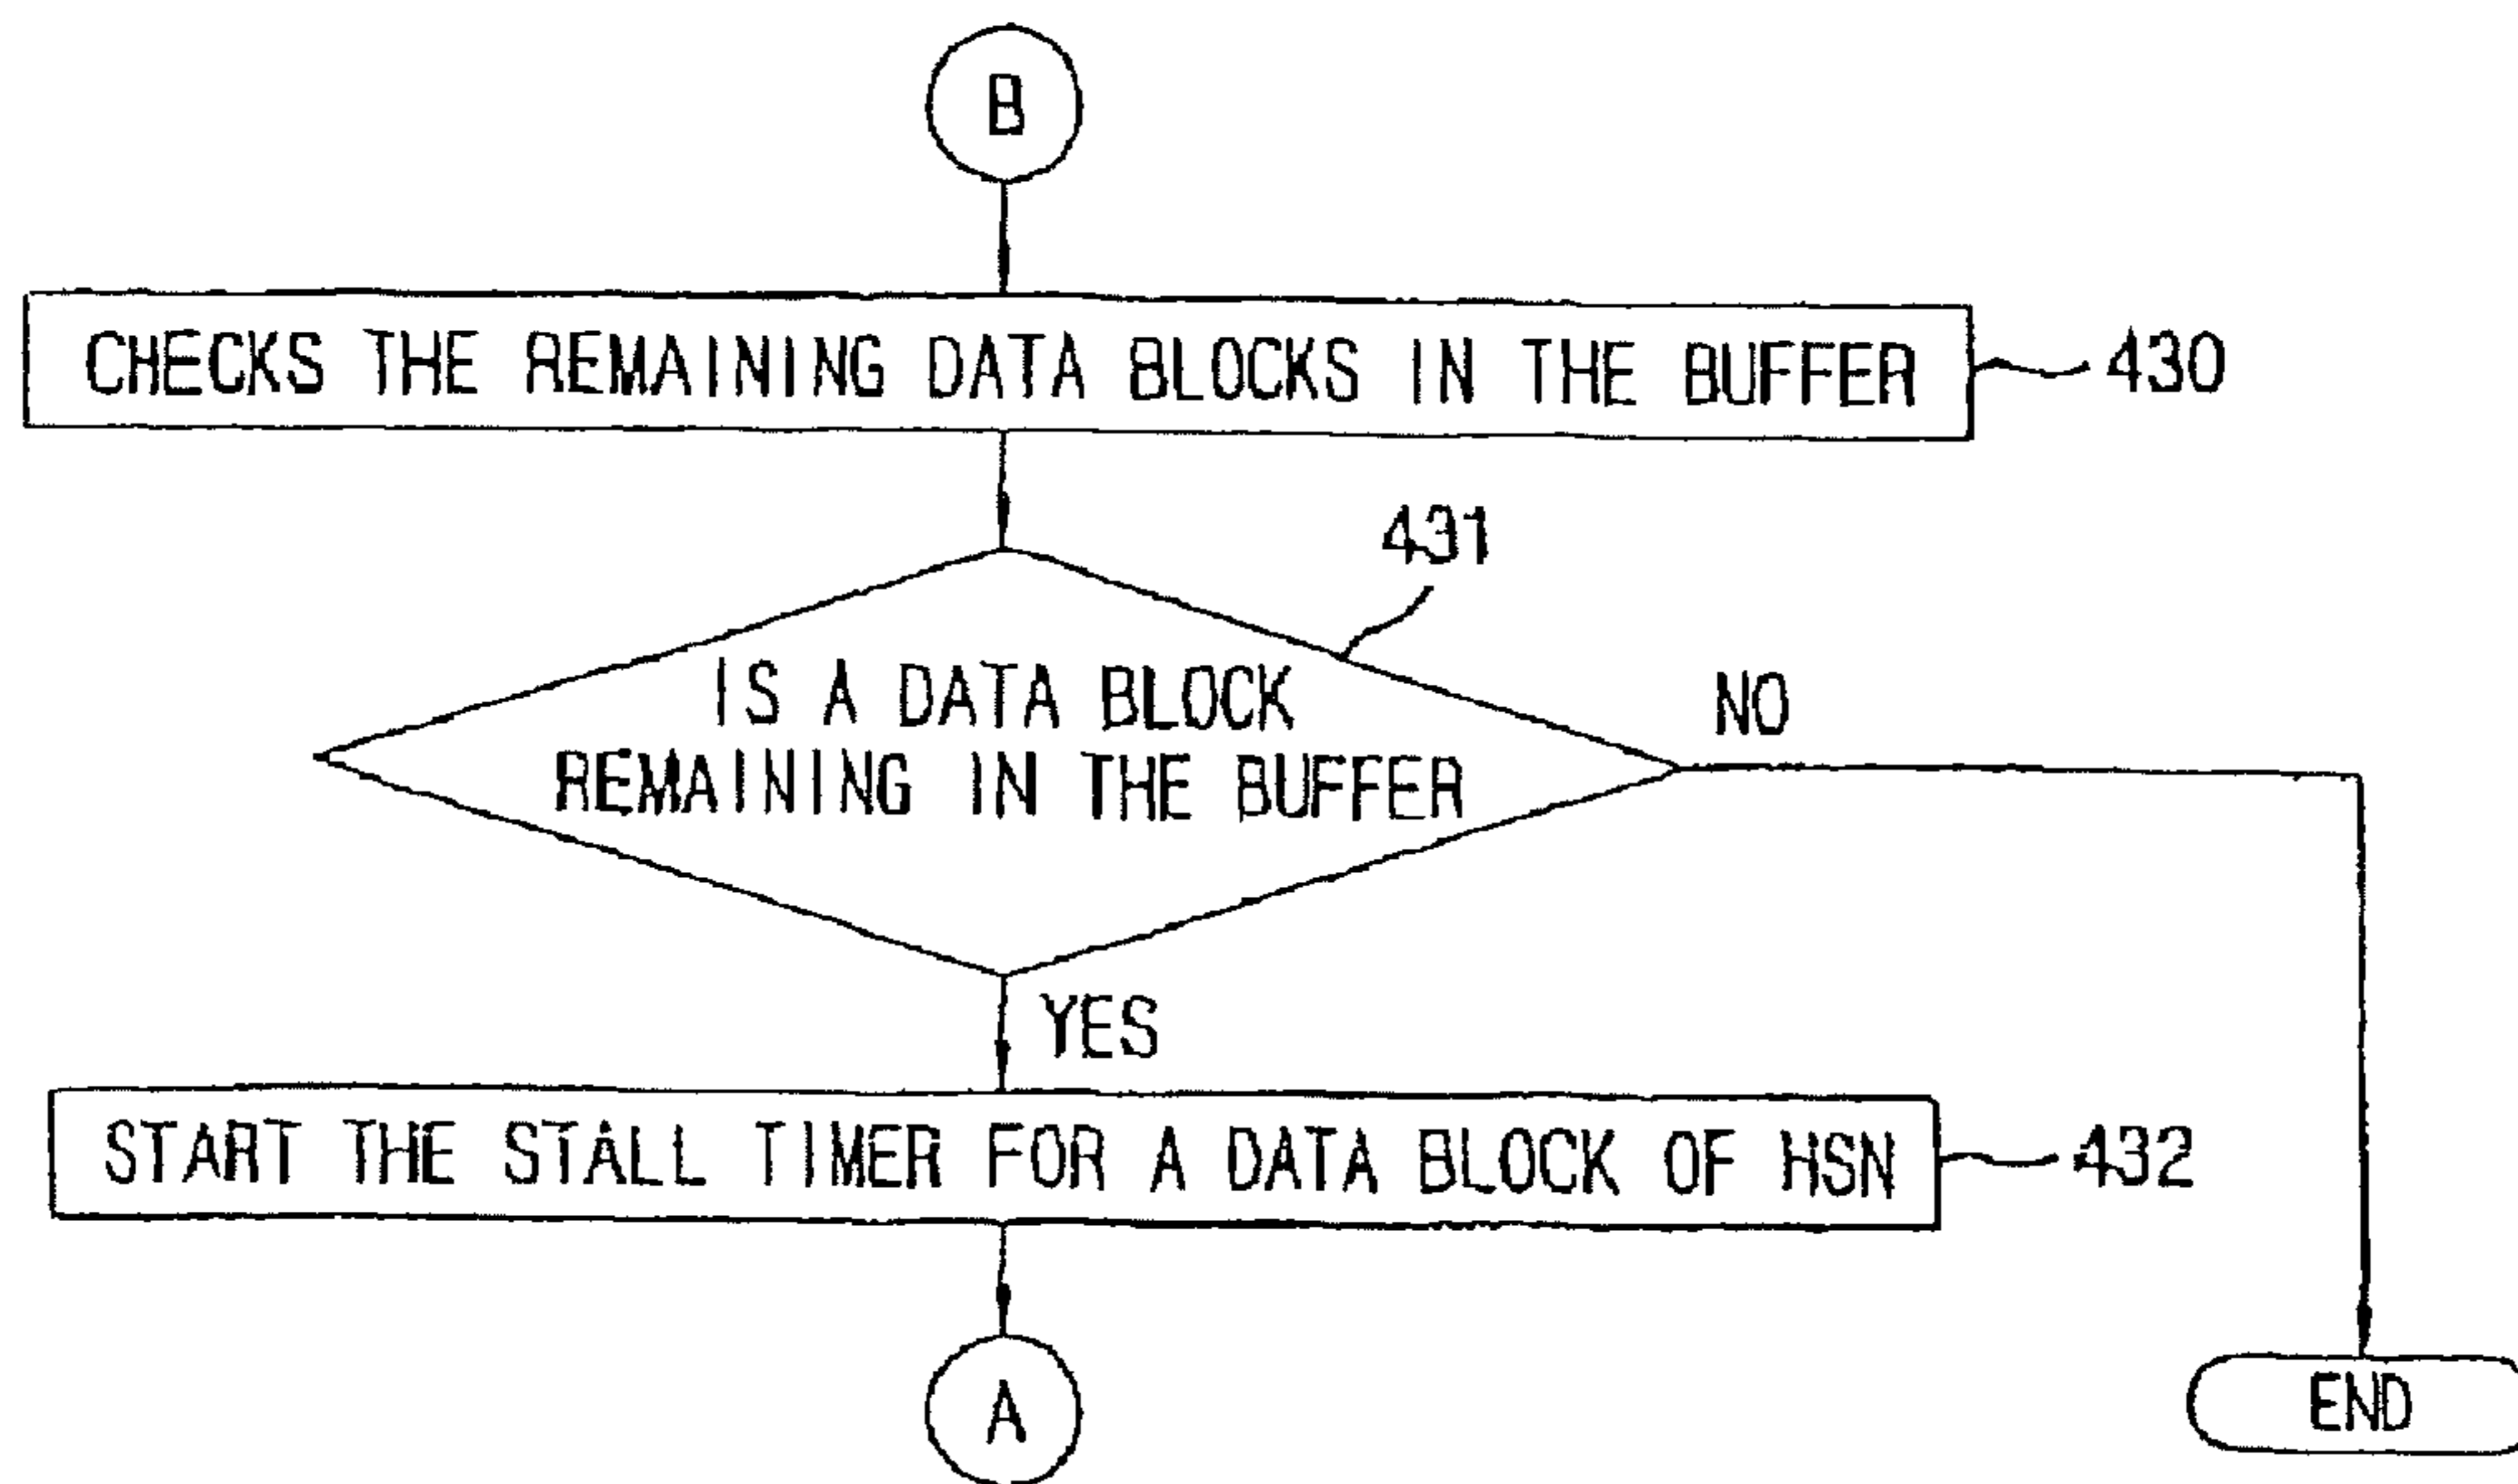 B
CHECKS THE REMAINING DATA BLOCKS IN THE BUFFER
430
431
IS A DATA BLOCK
REMAINING IN THE BUFFER
NO
YES
START THE STALL TIMER FOR A DATA BLOCK OF HSN
432
A
END